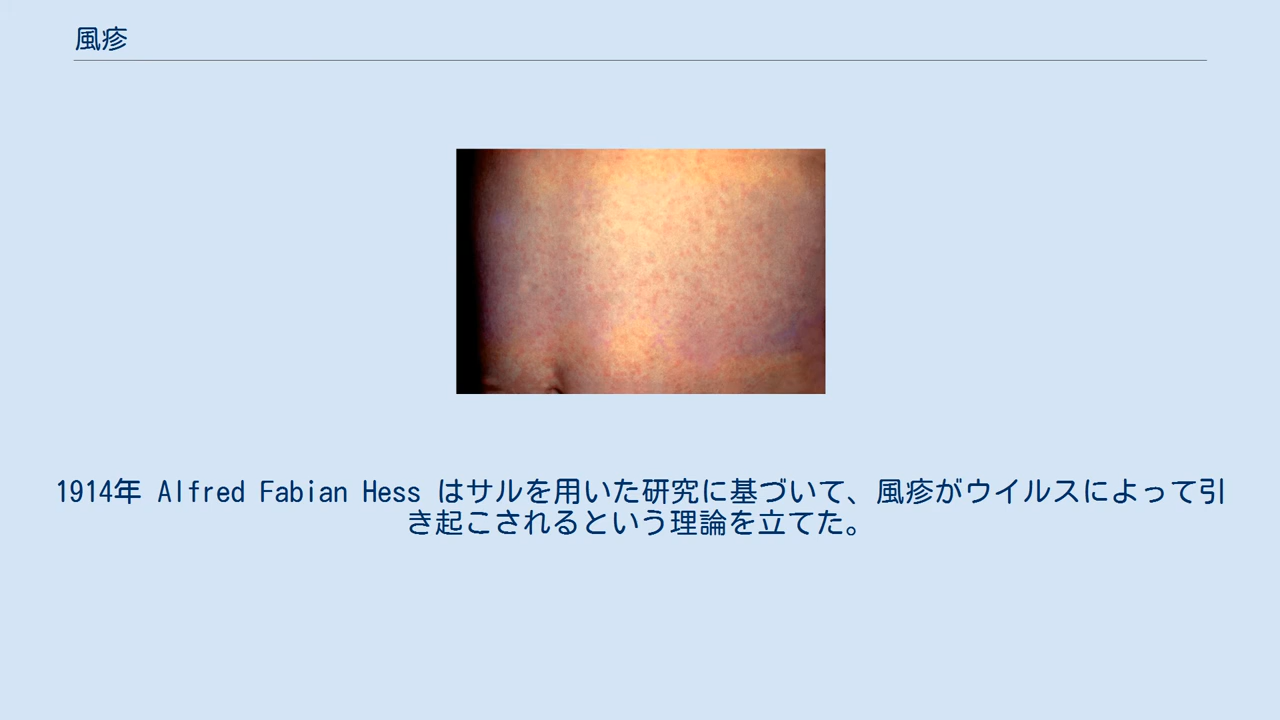 風疹
1914年 Alfred Fabian Hess はサルを用いた研究に基づいて、風疹がウイルスによって引
き起こされるという理論を立てた。